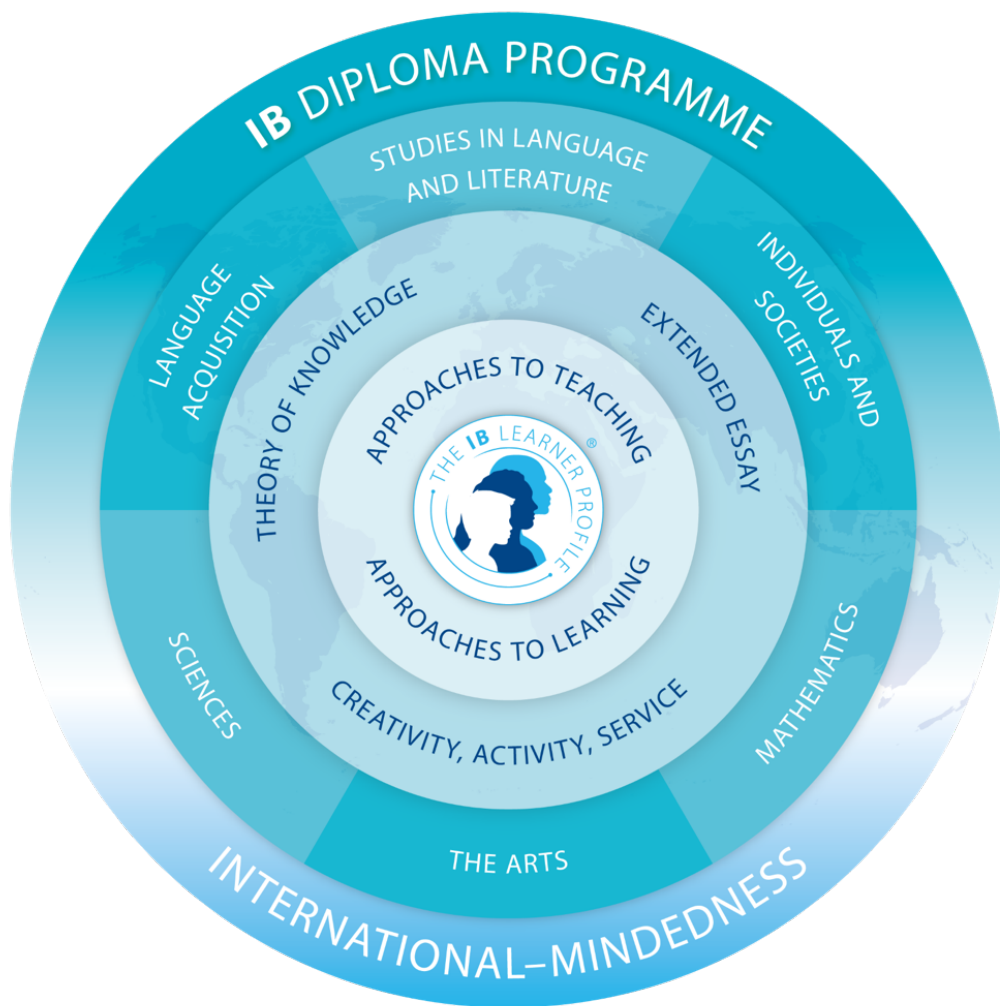 IB DIPLOMA PROGRAMME
STUDIES IN LANGUAGE
AND LITERATURE
LANGUAGE
ACQUISITION
INDIVIDUALS AND
SOCIETIES
THEORY OF KNOWLEDGE
EXTENDED ESSAY
APPROACHES TO TEACHING
THE IB LEARNER PROFILE
®
APPROACHES TO LEARNING
CREATIVITY, ACTIVITY, SERVICE
SCIENCES
MATHEMATICS
THE ARTS
INTERNATIONAL–MINDEDNESS